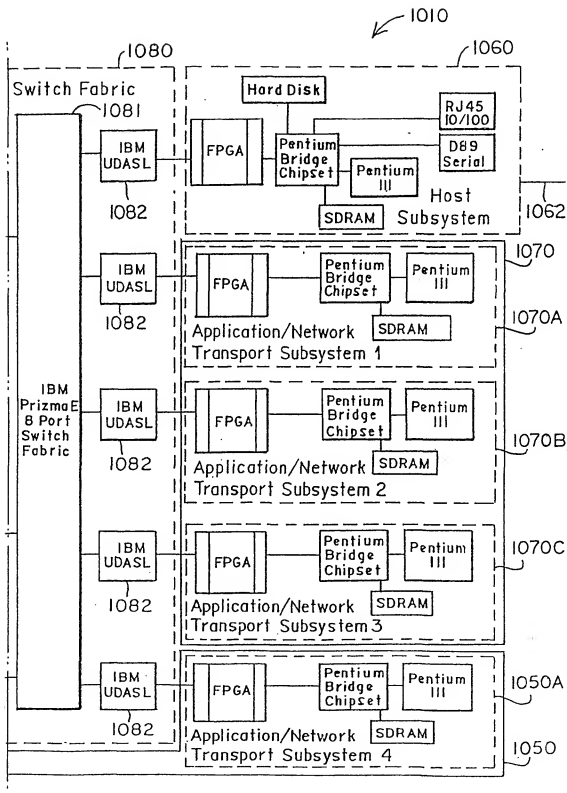 1010
1080
1060
Switch Fabric
1081
Hard Disk
RJ45
10/100
IBM
UDASL
FPGA
Pentium
Bridge
Chipset
D89
Serial
Pentium
III
1082
Host
Subsystem
SDRAM
1062
IBM
UDASL
FPGA
Pentium
Bridge
Chipset
Pentium
III
1070
1082
SDRAM
1070A
Application/Network
Transport Subsystem 1
IBM
PrizmaE
8 Port
Switch
Fabric
IBM
UDASL
FPGA
Pentium
Bridge
Chipset
Pentium
III
1070B
1082
SDRAM
Application/Network
Transport Subsystem 2
IBM
UDASL
FPGA
Pentium
Bridge
Chipset
Pentium
III
1070C
1082
SDRAM
Application/Network
Transport Subsystem 3
IBM
UDASL
FPGA
Pentium
Bridge
Chipset
Pentium
III
1050A
1082
SDRAM
1050
Application/Network
Transport Subsystem 4